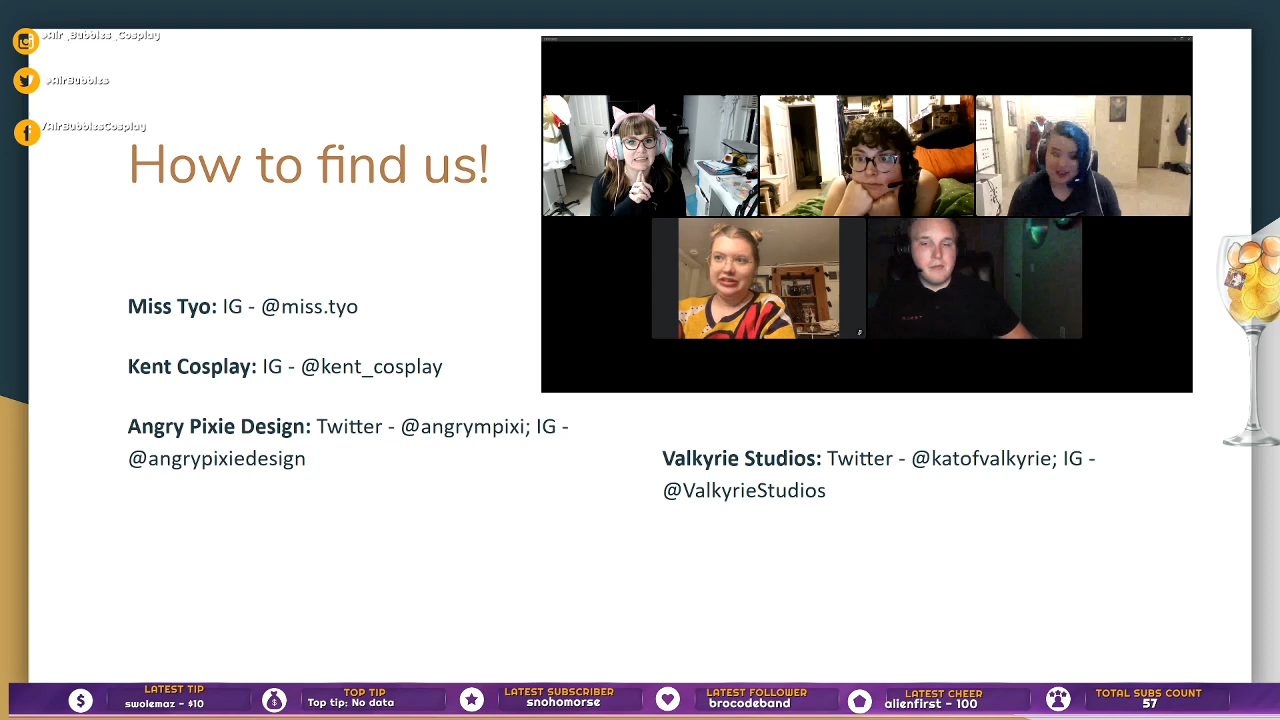 @Air_Bubbles_Cosplay
@AirBubbles
/AirBubblesCosplay
How to find us!
Miss Tyo: IG - @miss.tyo
Kent Cosplay: IG - @kent_cosplay
Angry Pixie Design: Twitter - @angrympixi; IG -
@angrypixiedesign
Valkyrie Studios: Twitter - @katofvalkyrie; IG -
@ValkyrieStudios
LATEST TIP
swolemaz - $10
TOP TIP
Top tip: No data
LATEST SUBSCRIBER
snohomorse
LATEST FOLLOWER
brocodeband
LATEST CHEER
alienfirst - 100
TOTAL SUBS COUNT
57